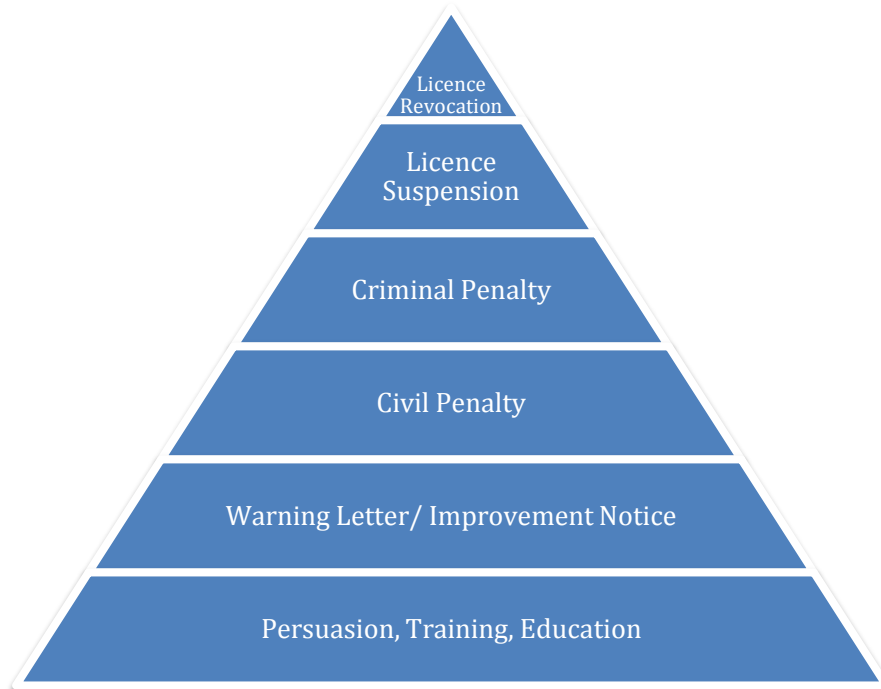 Licence
Revocation
Licence
Suspension
Criminal Penalty
Civil Penalty
Warning Letter/ Improvement Notice
Persuasion, Training, Education